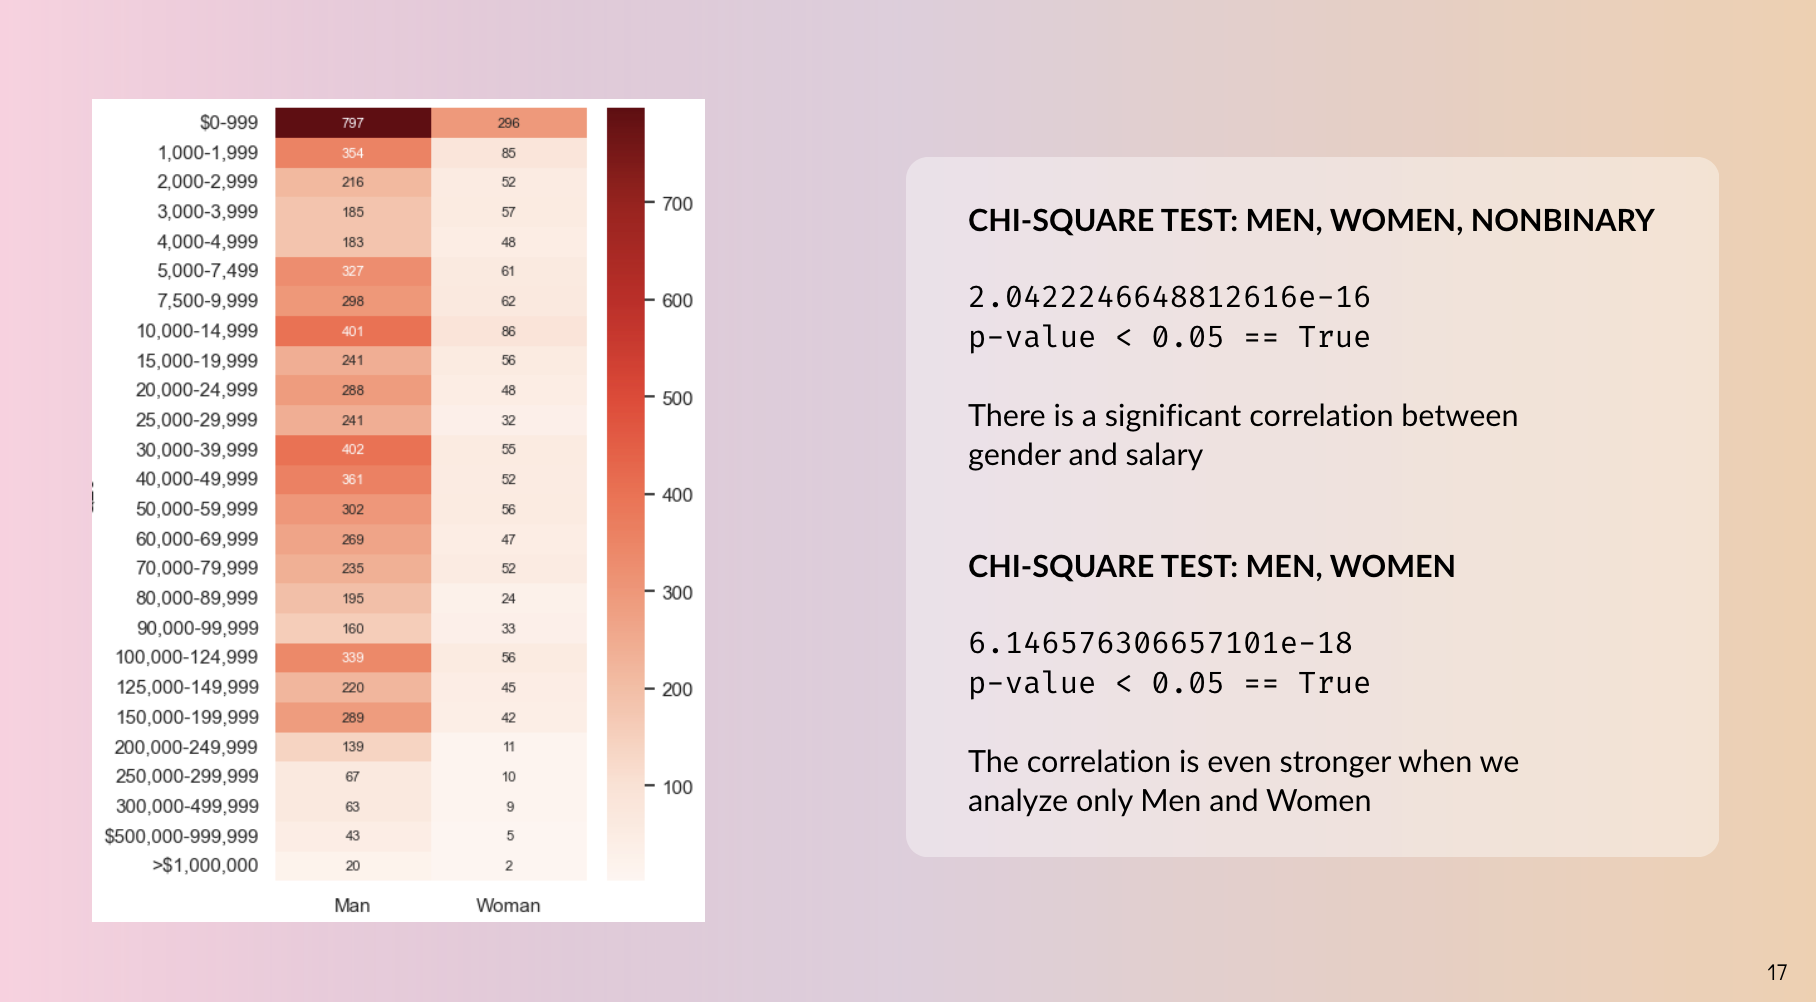 $0-999 797 296
1,000-1,999 354 85
2,000-2,999 216 52
3,000-3,999 185 57
4,000-4,999 183 48
5,000-7,499 327 61
7,500-9,999 298 62
10,000-14,999 401 86
15,000-19,999 241 56
20,000-24,999 288 48
25,000-29,999 241 32
30,000-39,999 402 55
40,000-49,999 361 52
50,000-59,999 302 56
60,000-69,999 269 47
70,000-79,999 235 52
80,000-89,999 195 24
90,000-99,999 160 33
100,000-124,999 339 56
125,000-149,999 220 45
150,000-199,999 289 42
200,000-249,999 139 11
250,000-299,999 67 10
300,000-499,999 63 9
$500,000-999,999 43 5
>$1,000,000 20 2
Man Woman
700
600
500
400
300
200
100
CHI-SQUARE TEST: MEN, WOMEN, NONBINARY
2.0422246648812616e-16
p-value < 0.05 == True
There is a significant correlation between
gender and salary
CHI-SQUARE TEST: MEN, WOMEN
6.146576306657101e-18
p-value < 0.05 == True
The correlation is even stronger when we
analyze only Men and Women
17